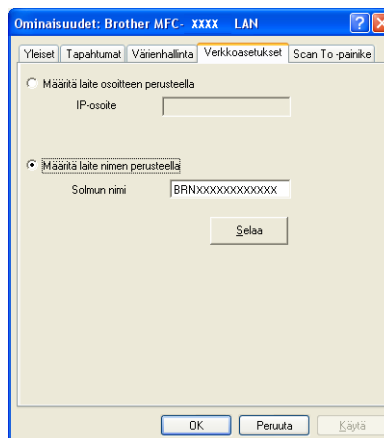 Ominaisuudet: Brother MFC- XXXX LAN
Yleiset Tapahtumat Värienhallinta Verkkoasetukset Scan To -painike
Määritä laite osoitteen perusteella
IP-osoite
Määritä laite nimen perusteella
Solmun nimi BRNXXXXXXXXXXXX
Selaa
OK Peruuta Käytä